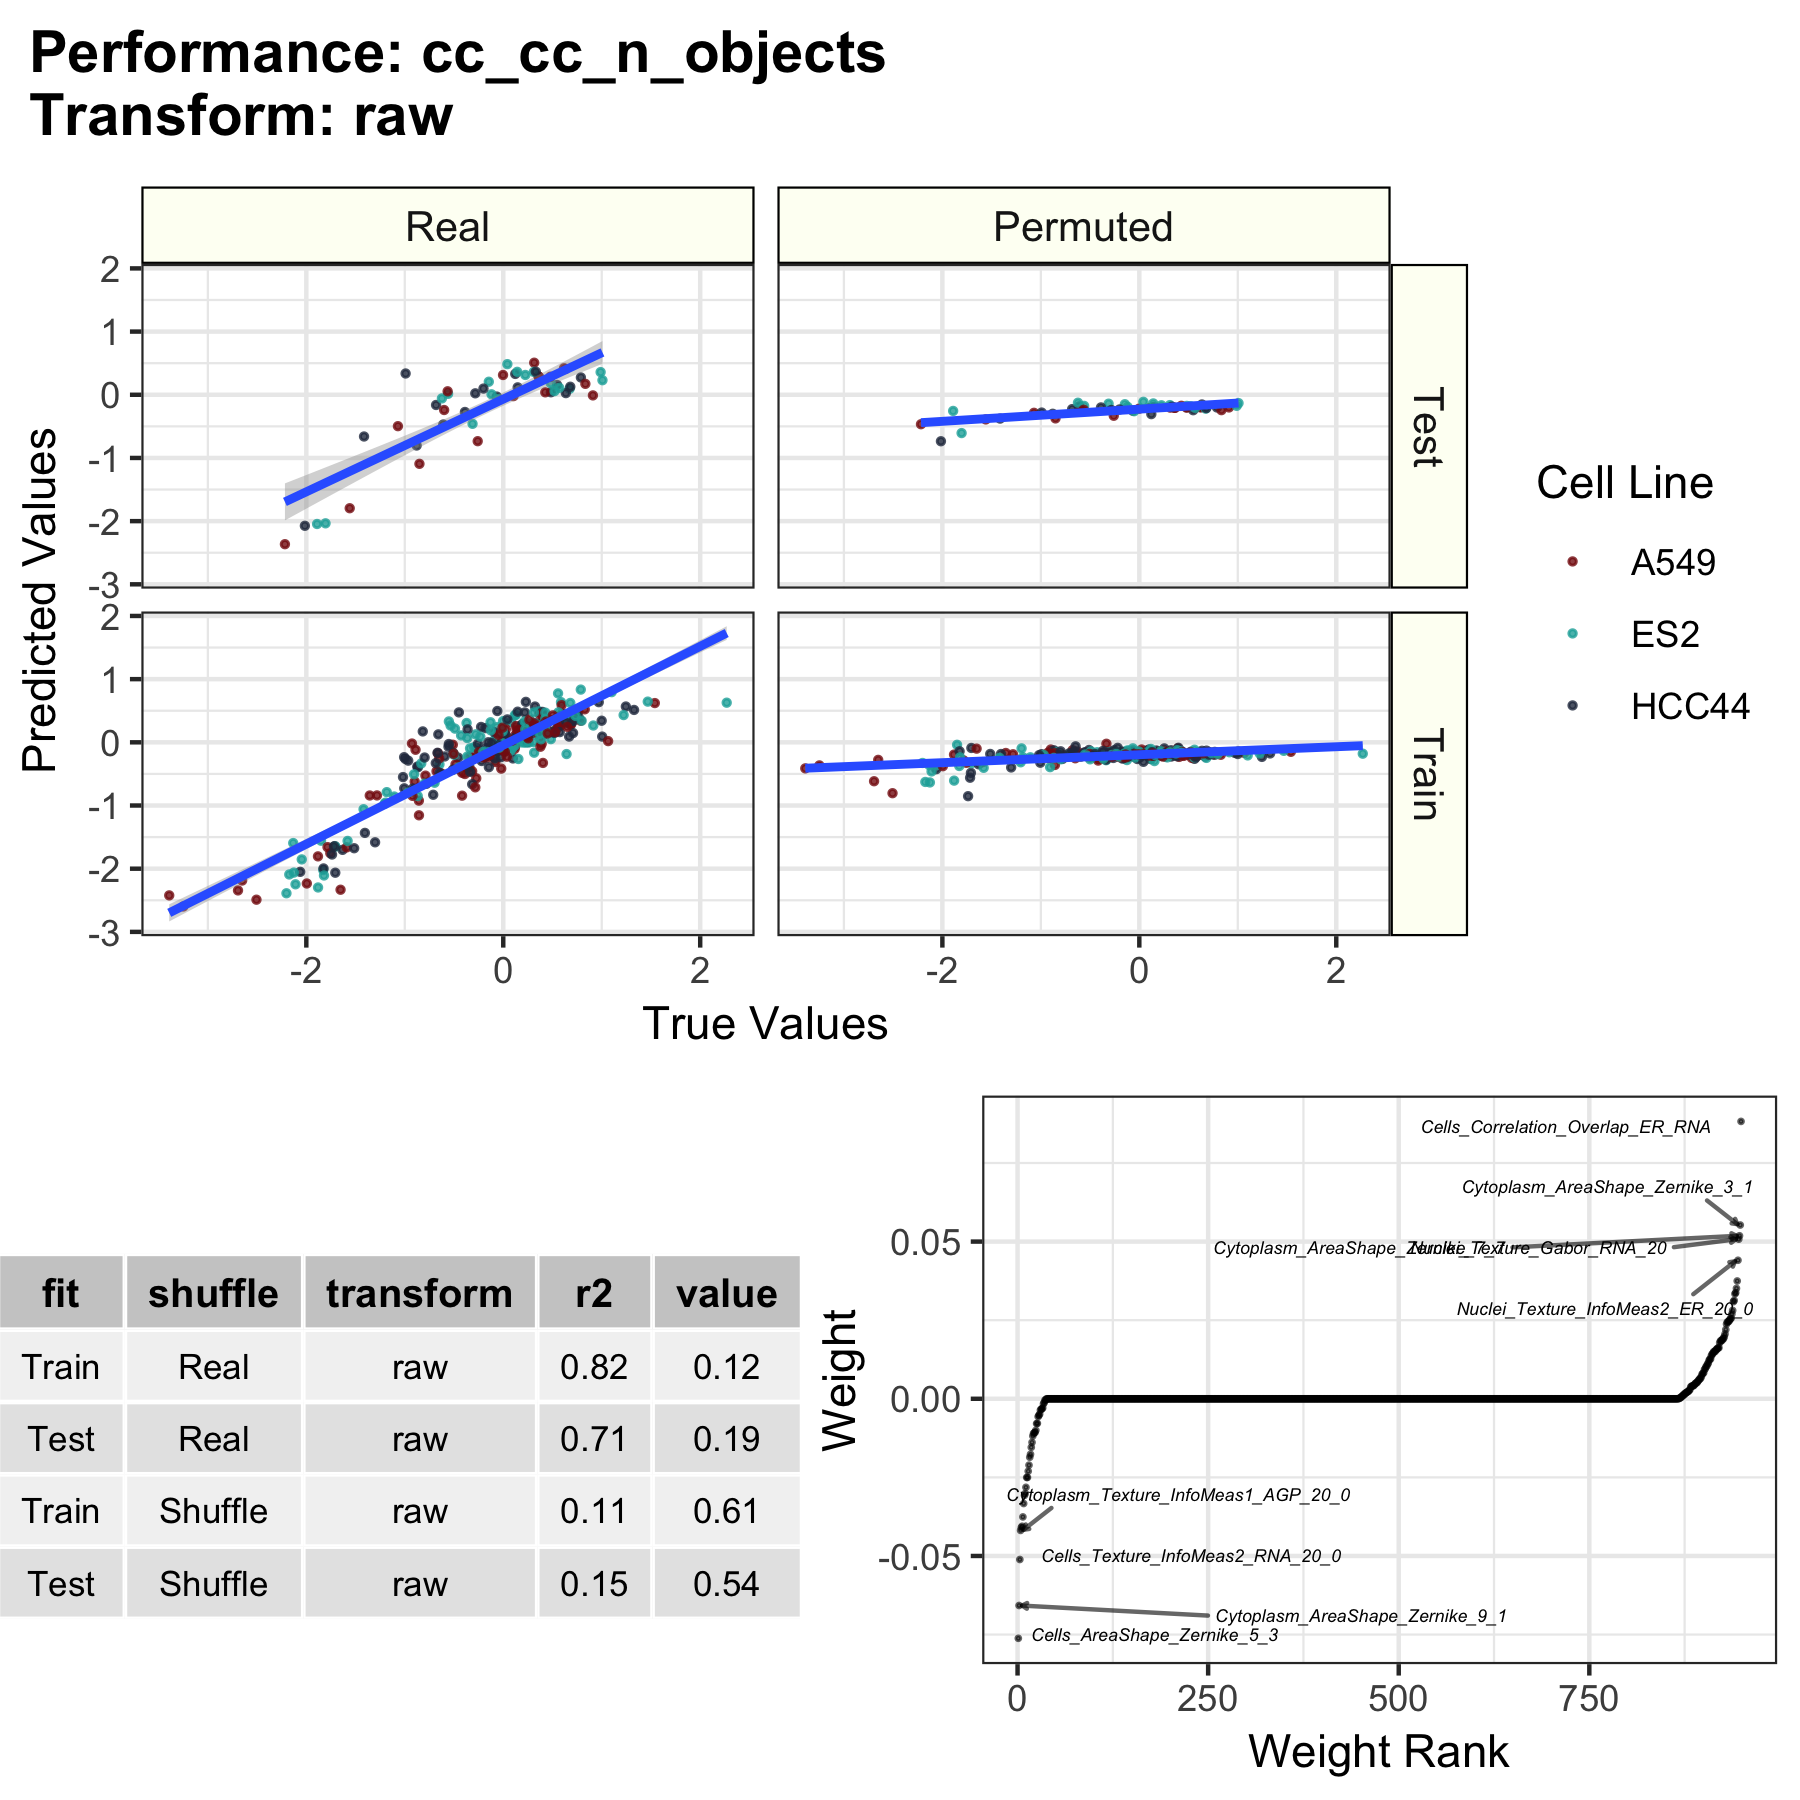 Performance: cc_cc_n_objects
Transform: raw
Real
Permuted
2
1
0
-1
-2
-3
Test
2
1
0
-1
-2
-3
Train
Predicted Values
-2 0 2
-2 0 2
True Values
Cell Line
A549
ES2
HCC44
fit shuffle transform r2 value
Train Real raw 0.82 0.12
Test Real raw 0.71 0.19
Train Shuffle raw 0.11 0.61
Test Shuffle raw 0.15 0.54
Weight
0.05
0.00
-0.05
Cells_Correlation_Overlap_ER_RNA
Cytoplasm_AreaShape_Zernike_3_1
Cytoplasm_AreaShape_Zernike_7_7
Nuclei_Texture_Gabor_RNA_20
Nuclei_Texture_InfoMeas2_ER_20_0
Cytoplasm_Texture_InfoMeas1_AGP_20_0
Cells_Texture_InfoMeas2_RNA_20_0
Cytoplasm_AreaShape_Zernike_9_1
Cells_AreaShape_Zernike_5_3
0 250 500 750
Weight Rank